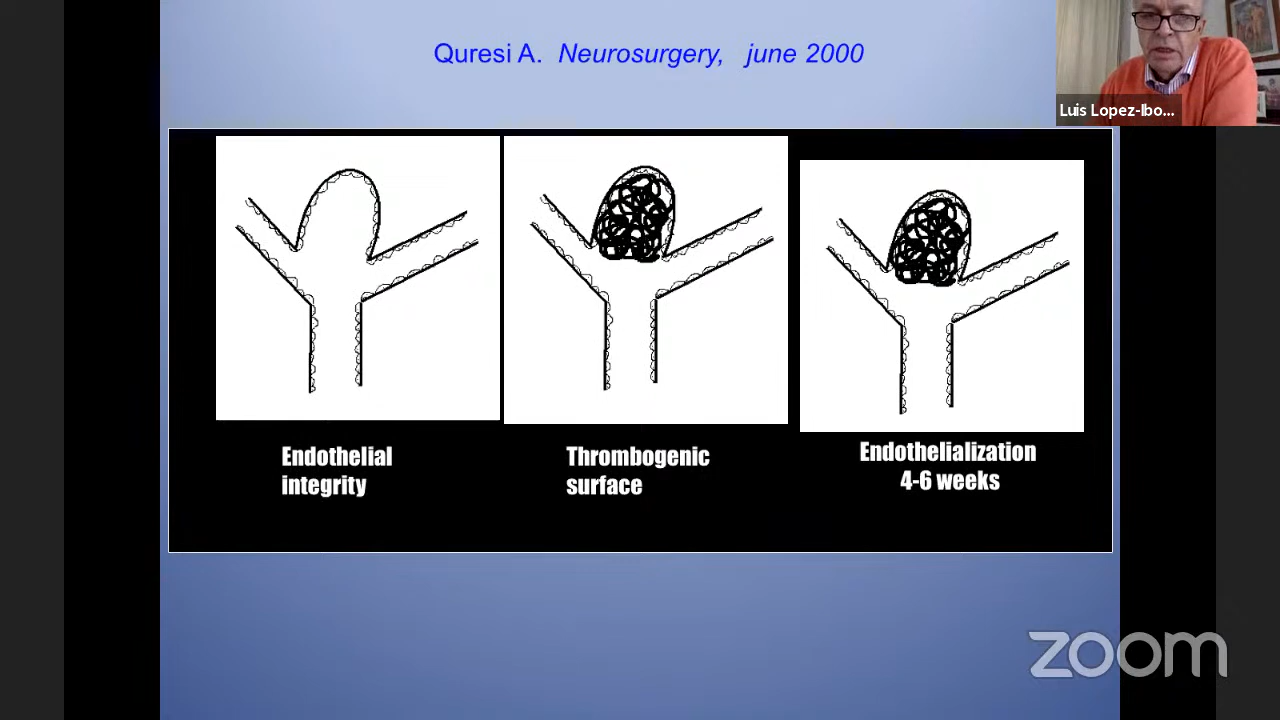 Quresi A. Neurosurgery, june 2000
Luis Lopez-Ibo...
Endothelial
integrity
Thrombogenic
surface
Endothelialization
4-6 weeks
zoom